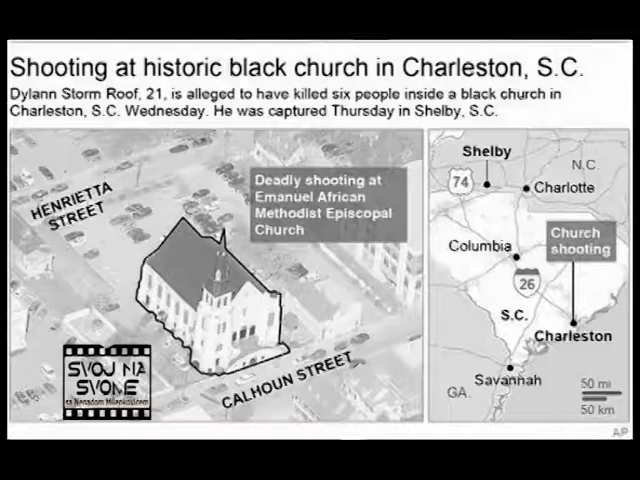 Shooting at historic black church in Charleston, S.C.
Dylann Storm Roof, 21, is alleged to have killed six people inside a black church in
Charleston, S.C. Wednesday. He was captured Thursday in Shelby, S.C.
HENRIETTA
STREET
Deadly shooting at
Emanuel African
Methodist Episcopal
Church
CALHOUN STREET
SVOJ NA
SVOME
sa Nenadom Milenkovicem
Shelby
N.C.
74
Charlotte
Church
shooting
Columbia
26
S.C.
Charleston
Savannah
GA.
50 mi
50 km
AP